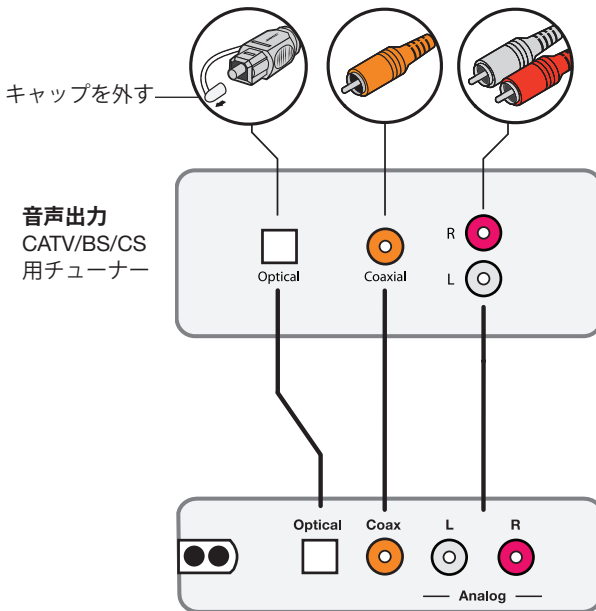 キャップを外す
音声出力
CATV/BS/CS
用チューナー
Optical
Coaxial
R
L
Optical Coax L R
Analog